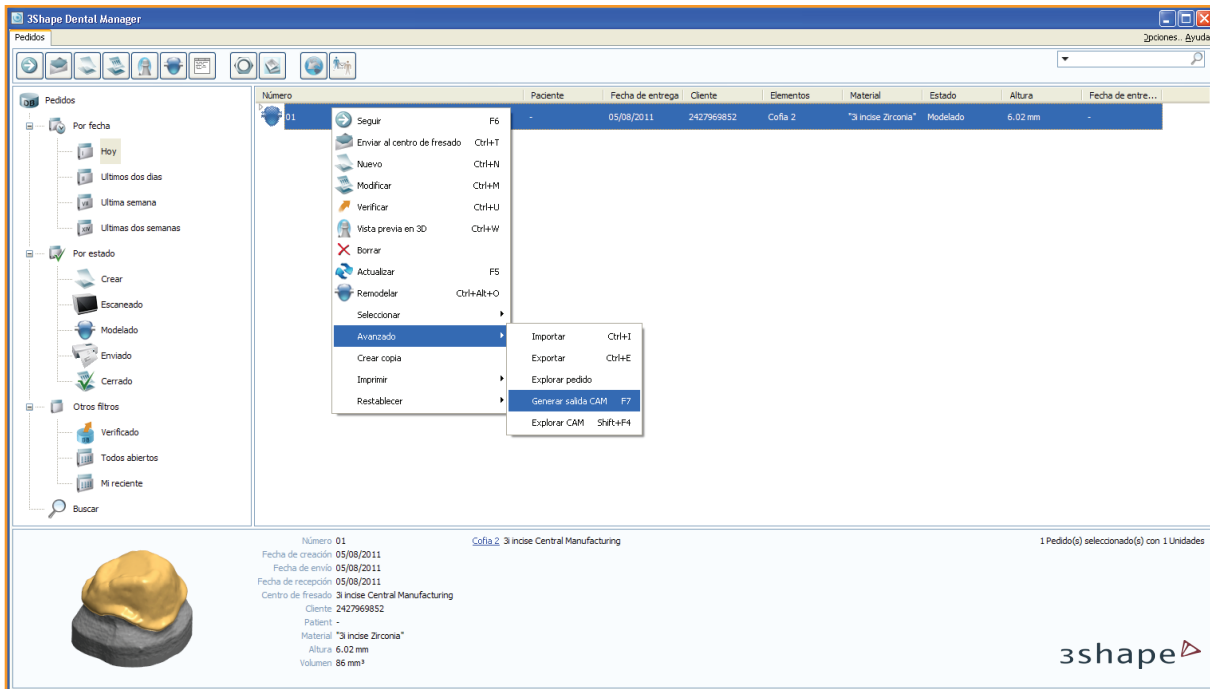 3Shape Dental Manager
Pedidos
Opciones.. Ayuda
Pedidos
Por fecha
Hoy
Ultimos dos dias
Ultima semana
Ultimas dos semanas
Por estado
Crear
Escaneado
Modelado
Enviado
Cerrado
Otros filtros
Verificado
Todos abiertos
Mi reciente
Buscar
Número Paciente Fecha de entrega Cliente Elementos Material Estado Altura Fecha de entre...
01 - 05/08/2011 2427969852 Cofia 2 "3i incise Zirconia" Modelado 6.02 mm -
Seguir F6
Enviar al centro de fresado Ctrl+T
Nuevo Ctrl+N
Modificar Ctrl+M
Verificar Ctrl+U
Vista previa en 3D Ctrl+W
Borrar
Actualizar F5
Remodelar Ctrl+Alt+O
Seleccionar
Avanzado
Crear copia
Imprimir
Restablecer
Importar Ctrl+I
Exportar Ctrl+E
Explorar pedido
Generar salida CAM F7
Explorar CAM Shift+F4
Número 01
Fecha de creación 05/08/2011
Fecha de envío 05/08/2011
Fecha de recepción 05/08/2011
Centro de fresado 3i incise Central Manufacturing
Cliente 2427969852
Patient -
Material "3i incise Zirconia"
Altura 6.02 mm
Volumen 86 mm³
Cofia 2 3i incise Central Manufacturing
1 Pedido(s) seleccionado(s) con 1 Unidades
3shape